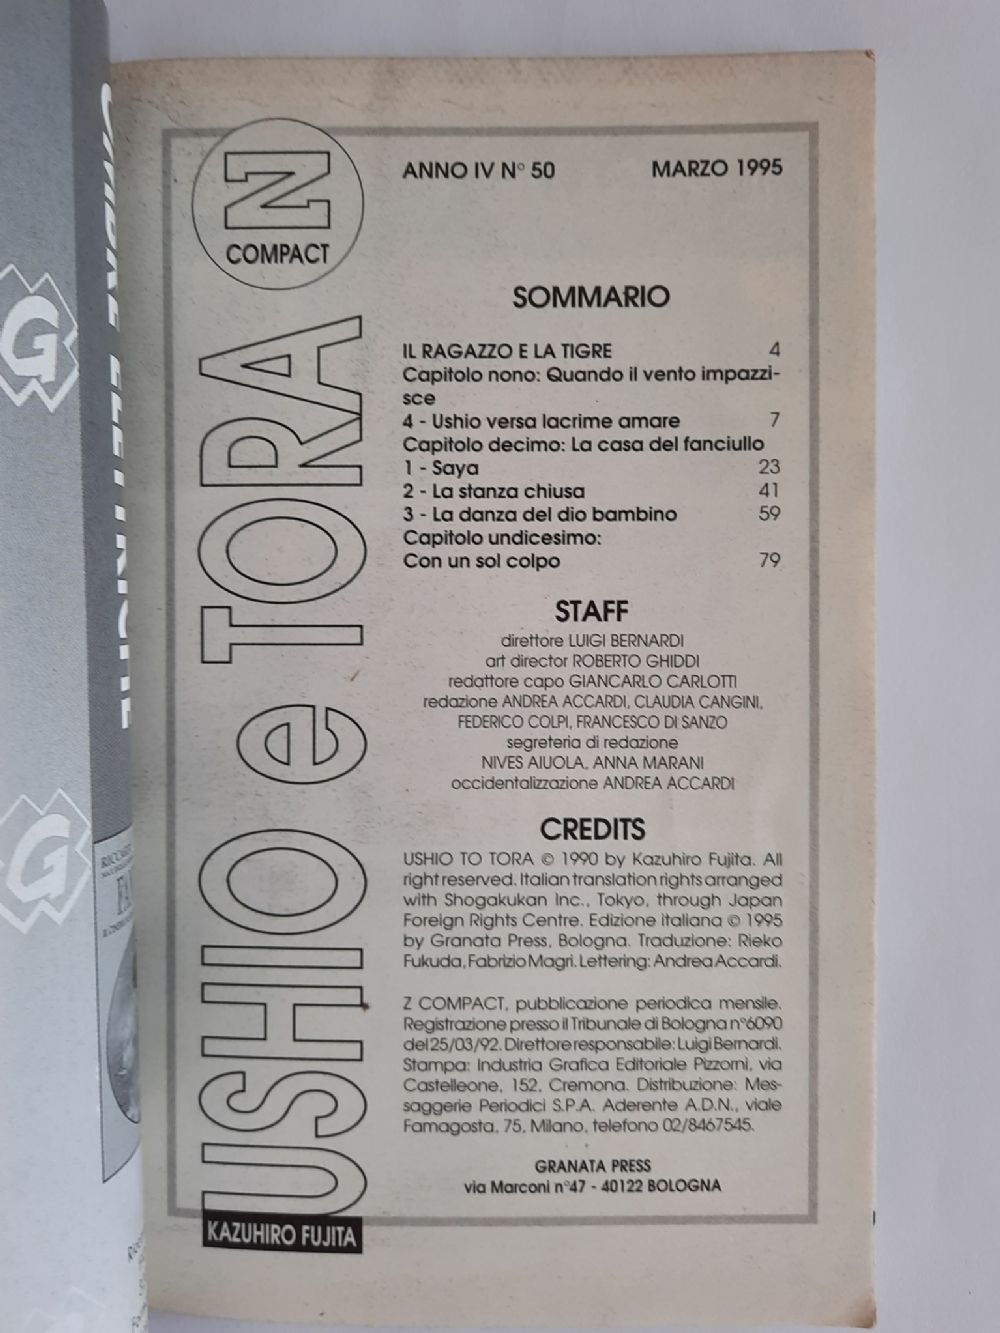 Z
COMPACT
USHIO e TORA
KAZUHIRO FUJITA
ANNO IV N° 50 MARZO 1995
SOMMARIO
IL RAGAZZO E LA TIGRE 4
Capitolo nono: Quando il vento impazzi-
sce
4 - Ushio versa lacrime amare 7
Capitolo decimo: La casa del fanciullo
1 - Saya 23
2 - La stanza chiusa 41
3 - La danza del dio bambino 59
Capitolo undicesimo:
Con un sol colpo 79
STAFF
direttore LUIGI BERNARDI
art director ROBERTO GHIDDI
redattore capo GIANCARLO CARLOTTI
redazione ANDREA ACCARDI, CLAUDIA CANGINI,
FEDERICO COLPI, FRANCESCO DI SANZO
segreteria di redazione
NIVES AIUOLA, ANNA MARANI
occidentalizzazione ANDREA ACCARDI
CREDITS
USHIO TO TORA © 1990 by Kazuhiro Fujita. All
right reserved. Italian translation rights arranged
with Shogakukan Inc., Tokyo, through Japan
Foreign Rights Centre. Edizione italiana © 1995
by Granata Press, Bologna. Traduzione: Rieko
Fukuda, Fabrizio Magri. Lettering: Andrea Accardi.
Z COMPACT, pubblicazione periodica mensile.
Registrazione presso il Tribunale di Bologna n°6090
del 25/03/92. Direttore responsabile: Luigi Bernardi.
Stampa: Industria Grafica Editoriale Pizzorni, via
Castelleone, 152, Cremona. Distribuzione: Mes-
saggerie Periodici S.P.A. Aderente A.D.N., viale
Famagosta, 75, Milano, telefono 02/8467545.
GRANATA PRESS
via Marconi n°47 - 40122 BOLOGNA
G
G